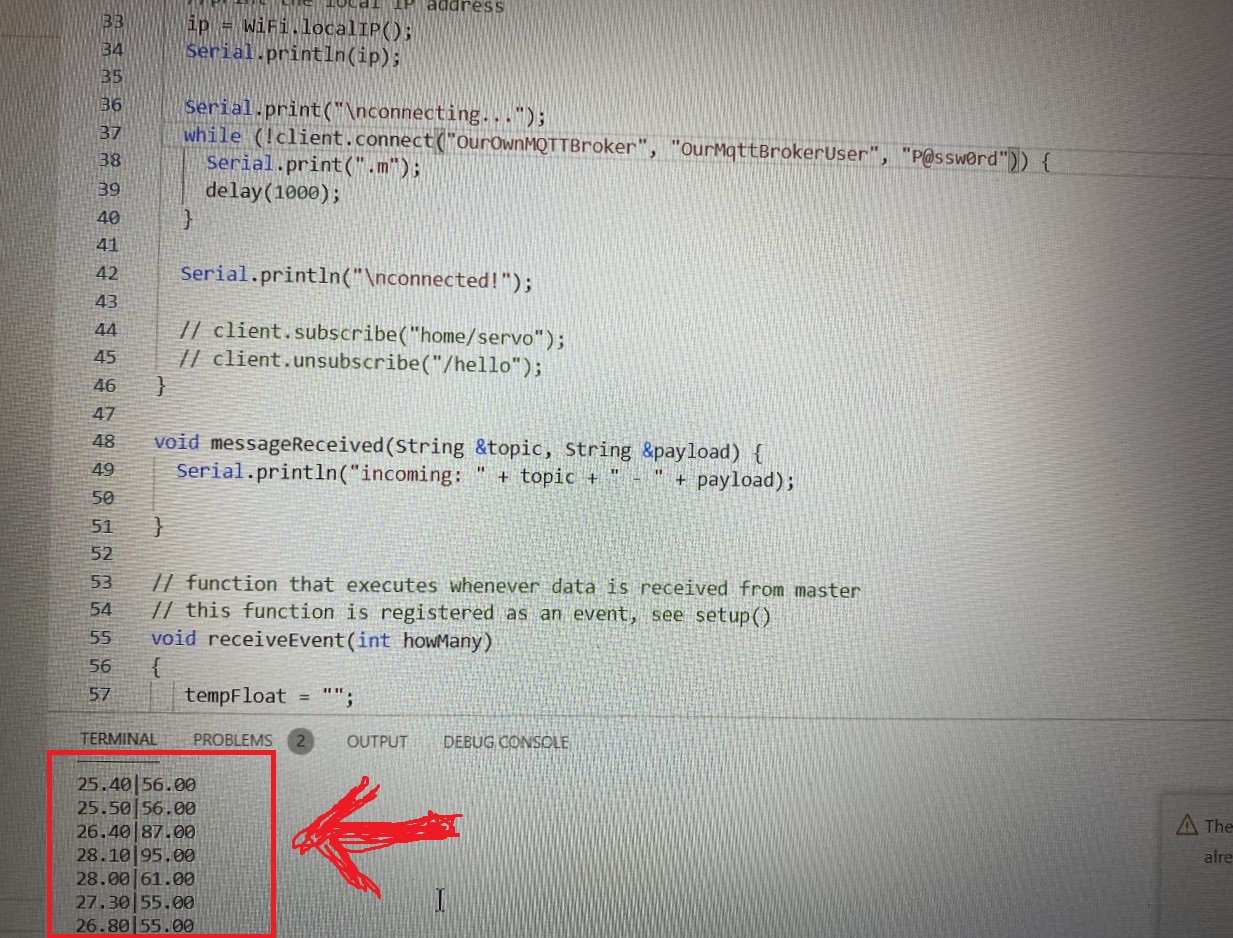 //print the local IP address
33 ip = WiFi.localIP();
34 Serial.println(ip);
35
36 Serial.print("\nconnecting...");
37 while (!client.connect("OurOwnMQTTBroker", "OurMqttBrokerUser", "P@ssw0rd")) {
38 Serial.print(".m");
39 delay(1000);
40 }
41
42 Serial.println("\nconnected!");
43
44 // client.subscribe("home/servo");
45 // client.unsubscribe("/hello");
46 }
47
48 void messageReceived(String &topic, String &payload) {
49 Serial.println("incoming: " + topic + " - " + payload);
50
51 }
52
53 // function that executes whenever data is received from master
54 // this function is registered as an event, see setup()
55 void receiveEvent(int howMany)
56 {
57 tempFloat = "";
TERMINAL PROBLEMS 2 OUTPUT DEBUG CONSOLE
25.40|56.00
25.50|56.00
26.40|87.00
28.10|95.00
28.00|61.00
27.30|55.00
26.80|55.00
The
alre